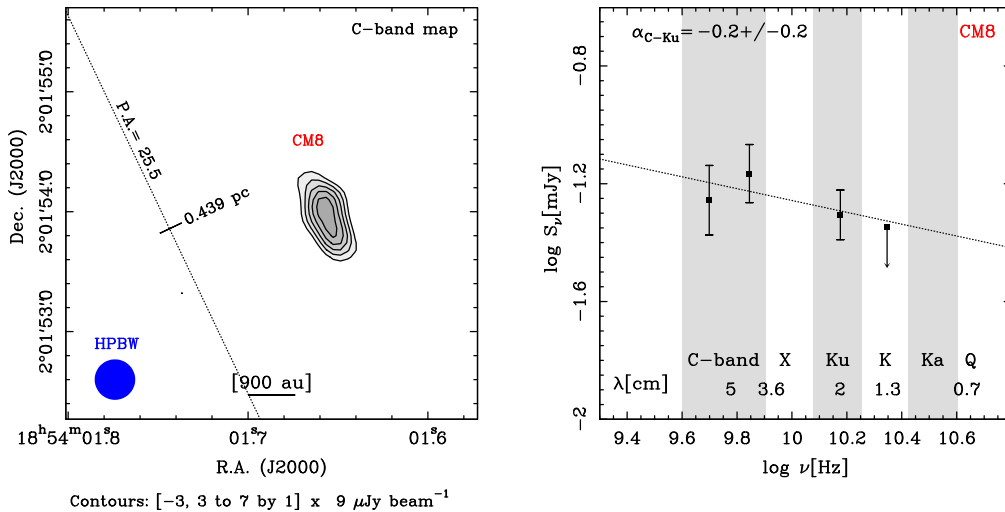 C-band map
2°01'55."0
2°01'54."0
2°01'53."0
Dec. (J2000)
P.A.= 25.5
CM8
0.439 pc
HPBW
[900 au]
18ʰ54ᵐ01.ˢ8
01.ˢ7
01.ˢ6
R.A. (J2000)
Contours: [−3, 3 to 7 by 1] x 9 μJy beam⁻¹
α_C−Ku= −0.2+/−0.2
CM8
log S_ν[mJy]
−0.8
−1.2
−1.6
−2
C-band X Ku K Ka Q
λ[cm] 5 3.6 2 1.3 0.7
9.4 9.6 9.8 10 10.2 10.4 10.6
log ν[Hz]